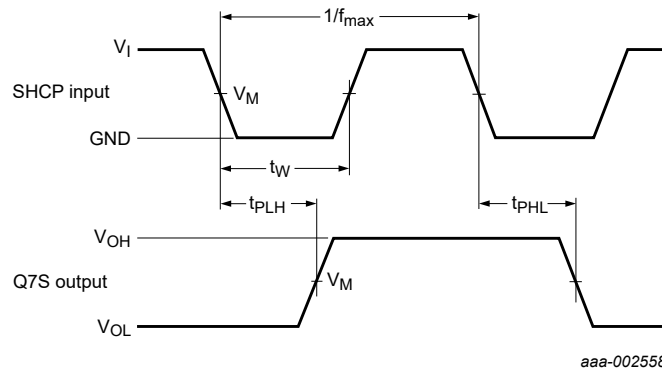 1/fmax
VI
SHCP input
VM
GND
tW
tPLH
tPHL
VOH
Q7S output
VM
VOL
aaa-002558